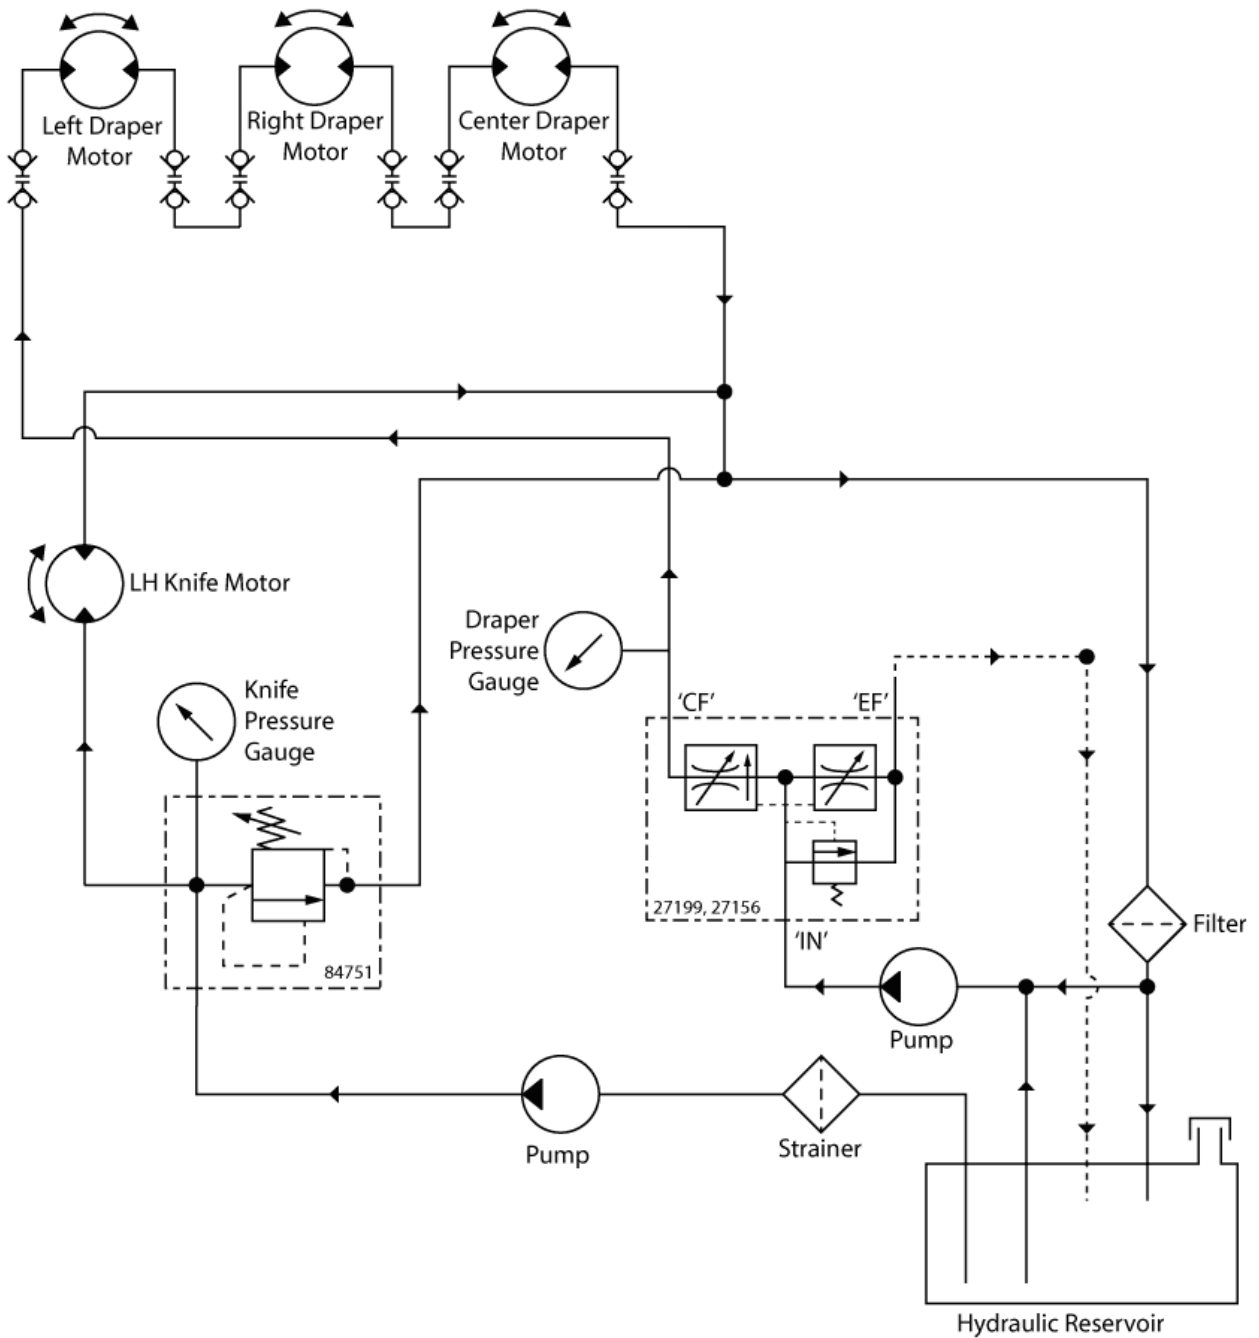 Left Draper
Motor
Right Draper
Motor
Center Draper
Motor
LH Knife Motor
Draper
Pressure
Gauge
Knife
Pressure
Gauge
‘CF’
‘EF’
27199, 27156
‘IN’
84751
Filter
Pump
Pump
Strainer
Hydraulic Reservoir